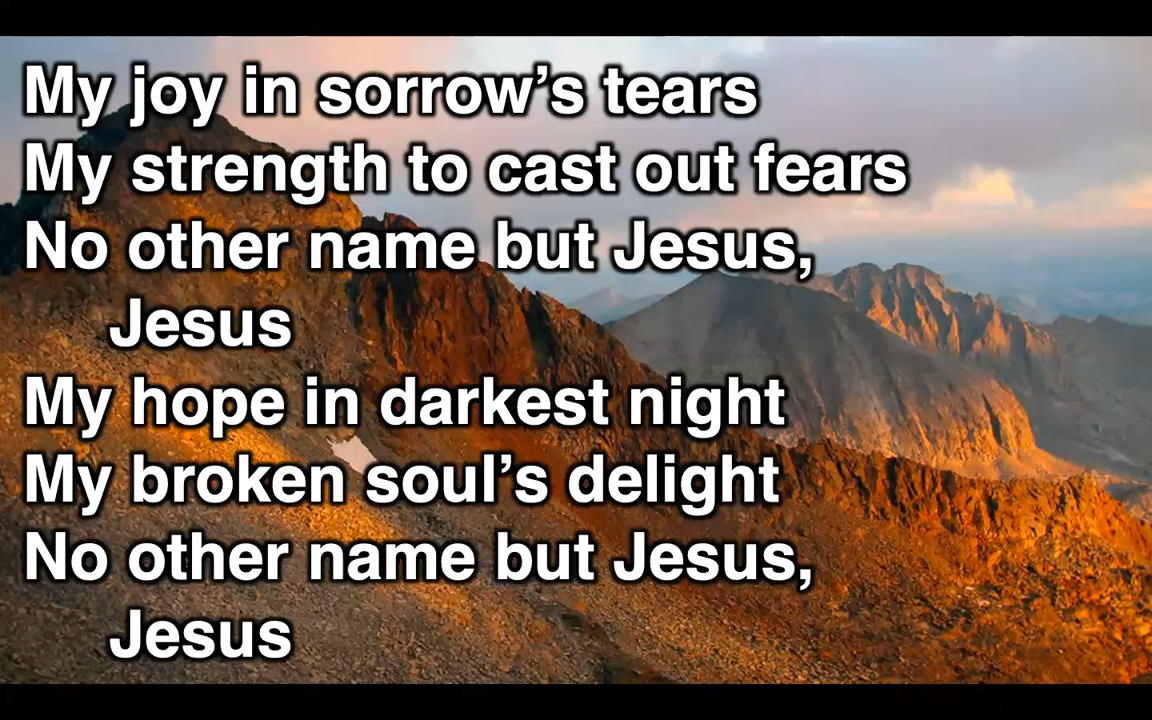 My joy in sorrow’s tears
My strength to cast out fears
No other name but Jesus,
Jesus
My hope in darkest night
My broken soul’s delight
No other name but Jesus,
Jesus